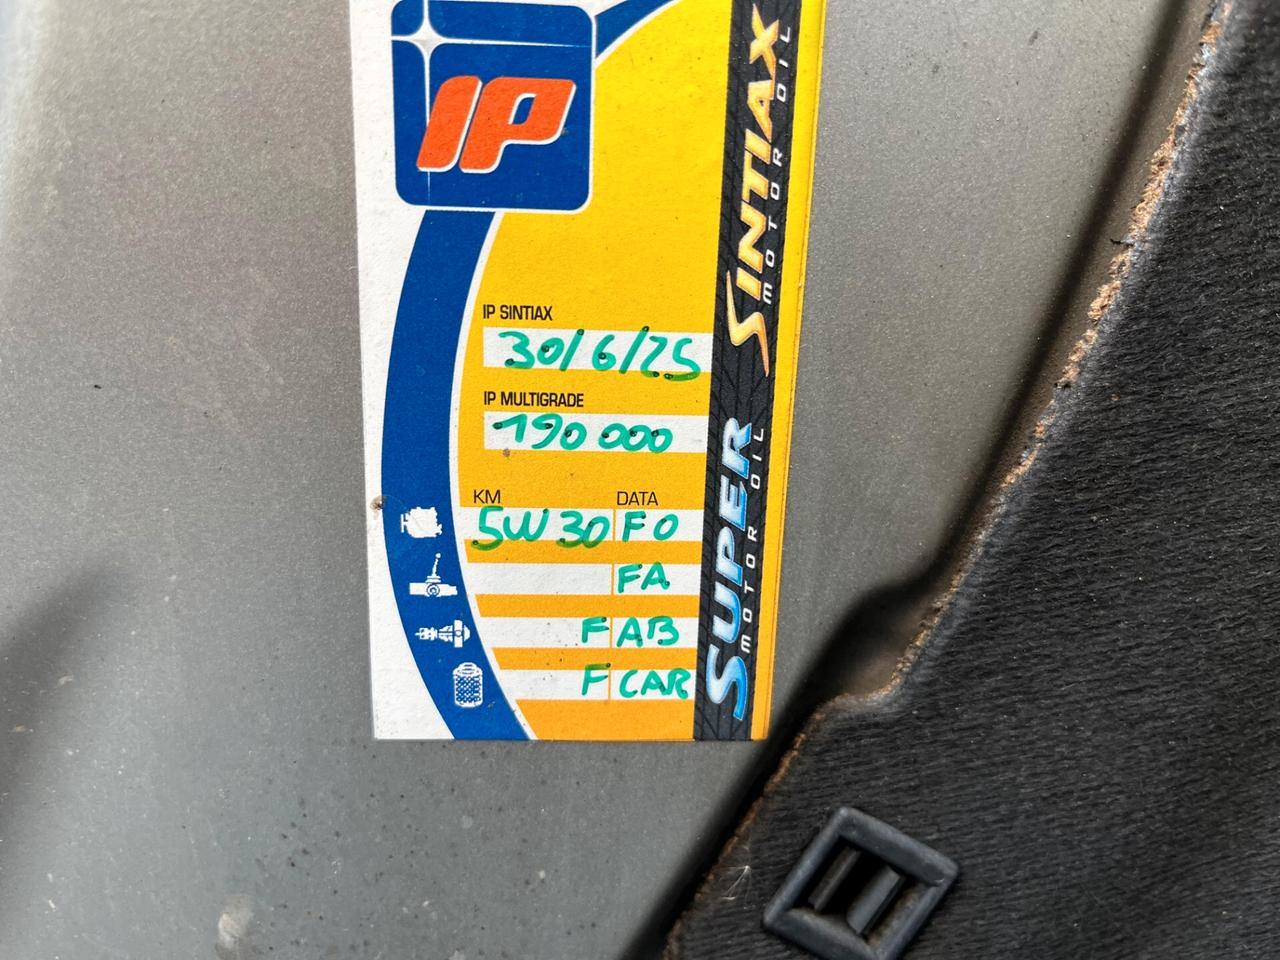 IP
IP SINTIAX
30/6/25
IP MULTIGRADE
190 000
KM DATA
5W30 FO
FA
F AB
F CAR
SINTIAX
MOTOR OIL
SUPER
MOTOR OIL